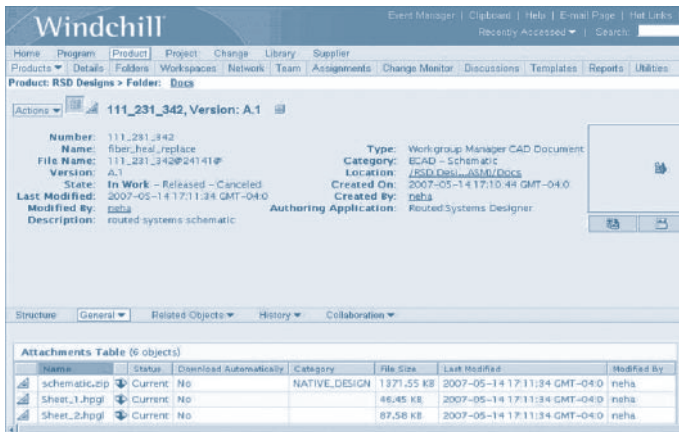 Windchill
Event Manager | Clipboard | Help | E-mail Page | Hot Links
Recently Accessed | Search:
Home Program Product Project Change Library Supplier
Products Details Folders Workspaces Network Team Assignments Change Monitor Discussions Templates Reports Utilities
Product: RSD Designs > Folder: Docs
Actions 111_231_342, Version: A.1
Number: 111_231_342
Name: fiber_heal_replace Type: Workgroup Manager CAD Document
File Name: 111_231_342@24141@ Category: ECAD - Schematic
Version: A.1 Location: /RSD Desi...ASMI/Docs
State: In Work - Released - Canceled Created On: 2007-05-14 17:10:44 GMT-04:0
Last Modified: 2007-05-14 17:11:34 GMT-04:0 Created By: neha
Modified By: neha Authoring Application: Routed Systems Designer
Description: routed systems schematic
Structure General Related Objects History Collaboration
Attachments Table (6 objects)
Name Status Download Automatically Category File Size Last Modified Modified By
schematic.zip Current No NATIVE_DESIGN 1371.55 KB 2007-05-14 17:11:34 GMT-04:0 neha
Sheet_1.hpgl Current No 46.45 KB 2007-05-14 17:11:34 GMT-04:0 neha
Sheet_2.hpgl Current No 87.58 KB 2007-05-14 17:11:34 GMT-04:0 neha